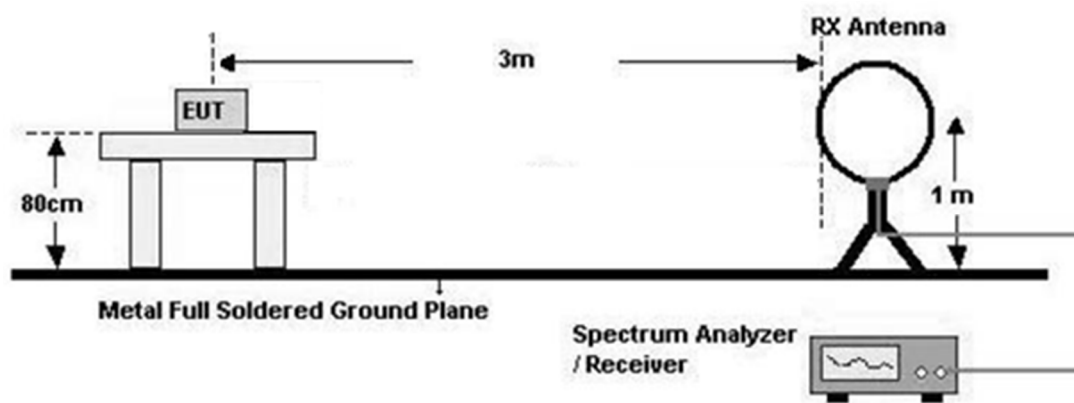 RX Antenna
3m
EUT
80cm
1 m
Metal Full Soldered Ground Plane
Spectrum Analyzer
/ Receiver